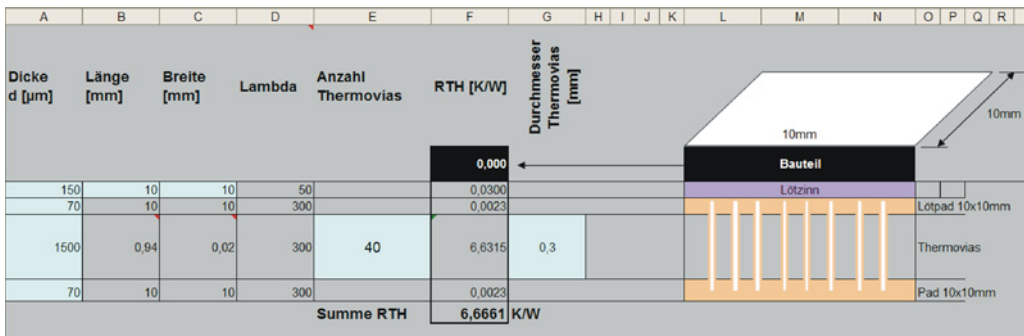 A B C D E F G H I J K L M N O P Q R
Dicke Länge Breite Lambda Anzahl RTH [K/W] Durchmesser
d [µm] [mm] [mm] Thermovias Thermovias
[mm]
10mm
10mm
0,000 Bauteil
150 10 10 50 0,0300 Lötzinn
70 10 10 300 0,0023 Lötpad 10x10mm
1500 0,94 0,02 300 40 6,6315 0,3 Thermovias
70 10 10 300 0,0023 Pad 10x10mm
Summe RTH 6,6661 K/W